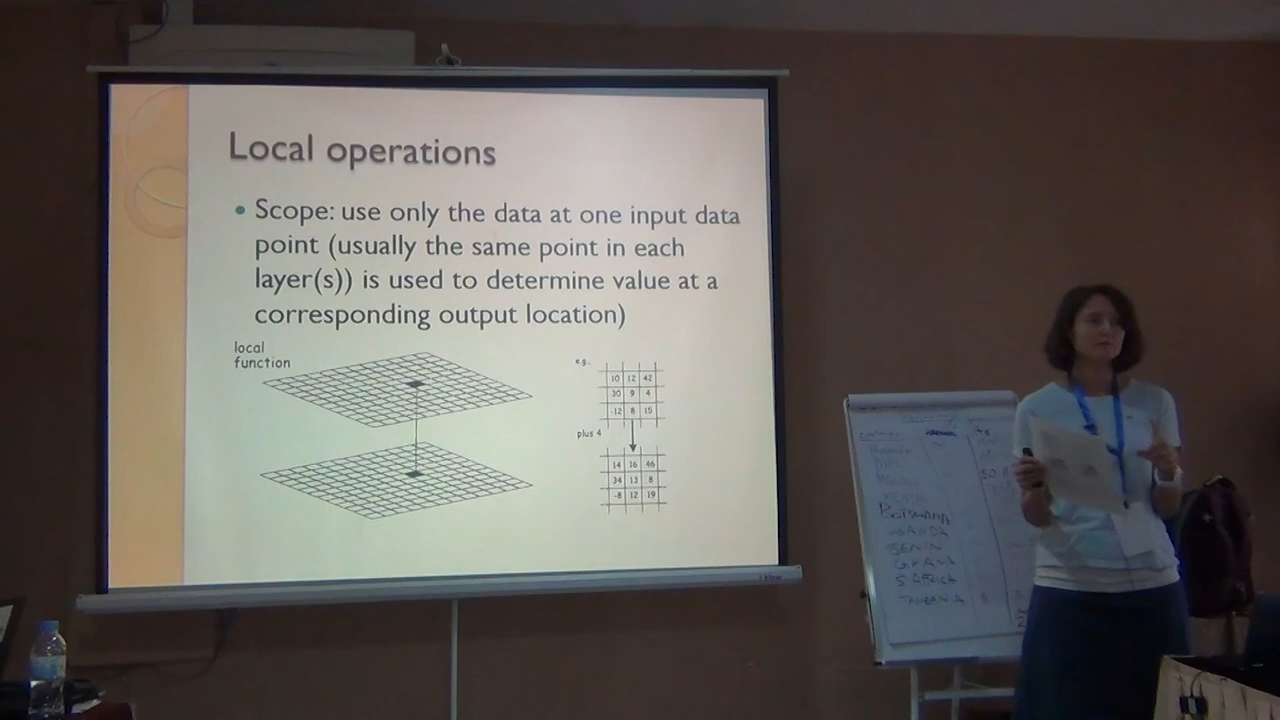 Local operations
• Scope: use only the data at one input data
point (usually the same point in each
layer(s)) is used to determine value at a
corresponding output location)
local
function
e.g.
10 12 42
30 9 4
-12 8 15
plus 4
14 16 46
34 13 8
-8 12 19
BOTSWANA
UGANDA
BENIN
GHANA
S. AFRICA